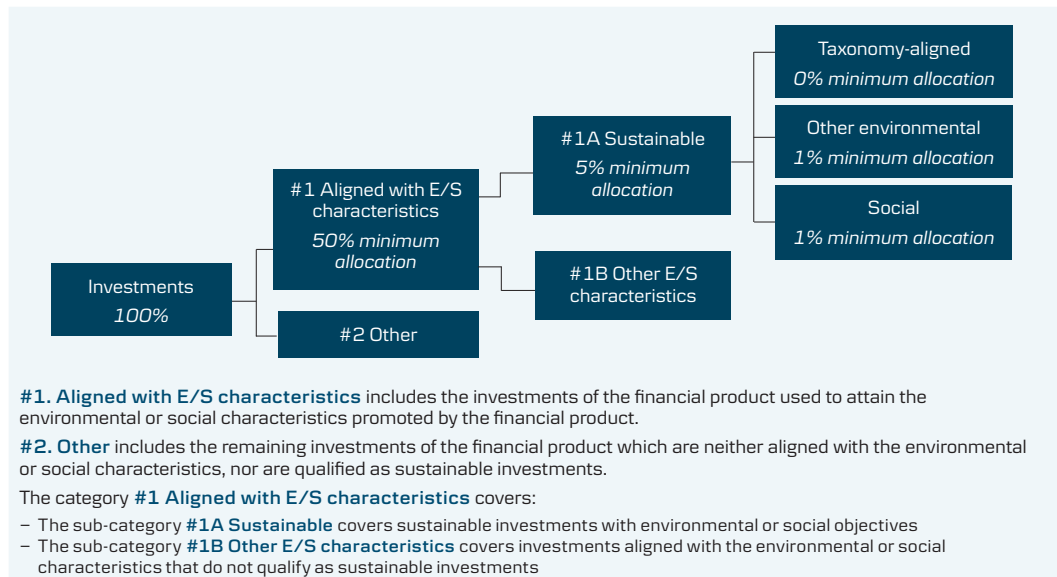 Taxonomy-aligned
0% minimum allocation
Other environmental
1% minimum allocation
Social
1% minimum allocation
#1A Sustainable
5% minimum
allocation
#1 Aligned with E/S
characteristics
50% minimum
allocation
#1B Other E/S
characteristics
Investments
100%
#2 Other
#1. Aligned with E/S characteristics includes the investments of the financial product used to attain the
environmental or social characteristics promoted by the financial product.
#2. Other includes the remaining investments of the financial product which are neither aligned with the environmental
or social characteristics, nor are qualified as sustainable investments.
The category #1 Aligned with E/S characteristics covers:
– The sub-category #1A Sustainable covers sustainable investments with environmental or social objectives
– The sub-category #1B Other E/S characteristics covers investments aligned with the environmental or social
characteristics that do not qualify as sustainable investments